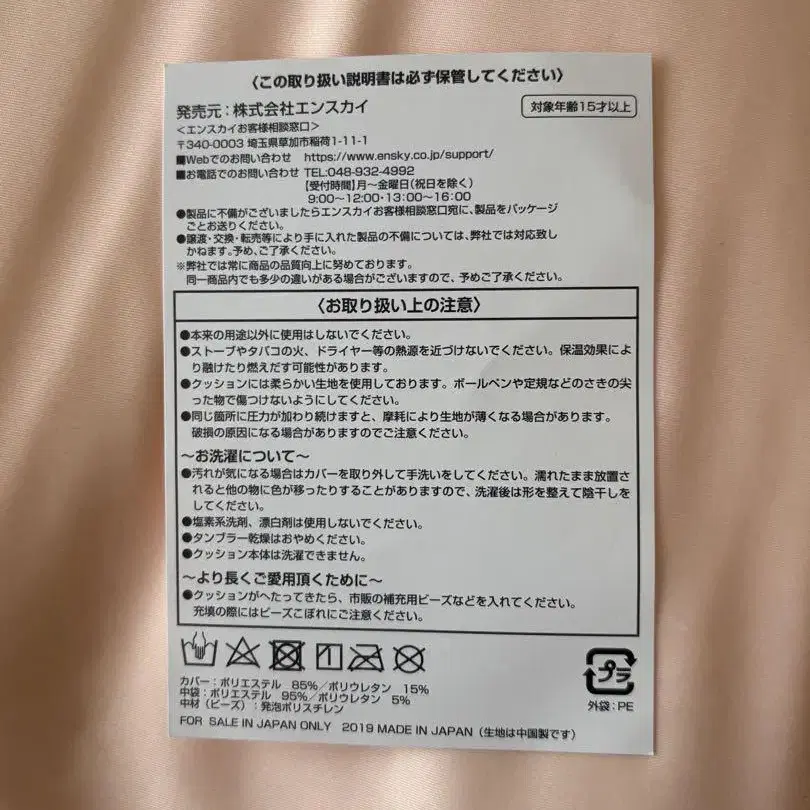 〈この取り扱い説明書は必ず保管してください〉
発売元：株式会社エンスカイ
対象年齢15才以上
＜エンスカイお客様相談窓口＞
〒340-0003 埼玉県草加市稲荷1-11-1
■Webでのお問い合わせ https://www.ensky.co.jp/support/
■お電話でのお問い合わせ TEL:048-932-4992
【受付時間】月～金曜日（祝日を除く）
9:00～12:00・13:00～16:00
●製品に不備がございましたらエンスカイお客様相談窓口宛に、製品をパッケージ
ごとお送りください。
●譲渡・交換・転売等により手に入れた製品の不備については、弊社では対応致し
かねます。予め、ご了承ください。
※弊社では常に商品の品質向上に努めております。
同一商品内でも多少の違いがある場合がございますので、予めご了承ください。
〈お取り扱い上の注意〉
●本来の用途以外に使用はしないでください。
●ストーブやタバコの火、ドライヤー等の熱源を近づけないでください。保温効果によ
り融けたり燃えだす可能性があります。
●クッションには柔らかい生地を使用しております。ボールペンや定規などのさきの尖
った物で傷つけないようにしてください。
●同じ箇所に圧力が加わり続けますと、摩耗により生地が薄くなる場合があります。
破損の原因になる場合がありますのでご注意ください。
～お洗濯について～
●汚れが気になる場合はカバーを取り外して手洗いをしてください。濡れたまま放置さ
れると他の物に色が移ったりすることがありますので、洗濯後は形を整えて陰干しを
してください。
●塩素系洗剤、漂白剤は使用しないでください。
●タンブラー乾燥はおやめください。
●クッション本体は洗濯できません。
～より長くご愛用頂くために～
●クッションがへたってきたら、市販の補充用ビーズなどを入れてください。
充填の際にはビーズこぼれにご注意ください。
カバー：ポリエステル 85%／ポリウレタン 15%
中袋：ポリエステル 95%／ポリウレタン 5%
中材（ビーズ）：発泡ポリスチレン
FOR SALE IN JAPAN ONLY 2019 MADE IN JAPAN（生地は中国製です）
プラ
外袋：PE